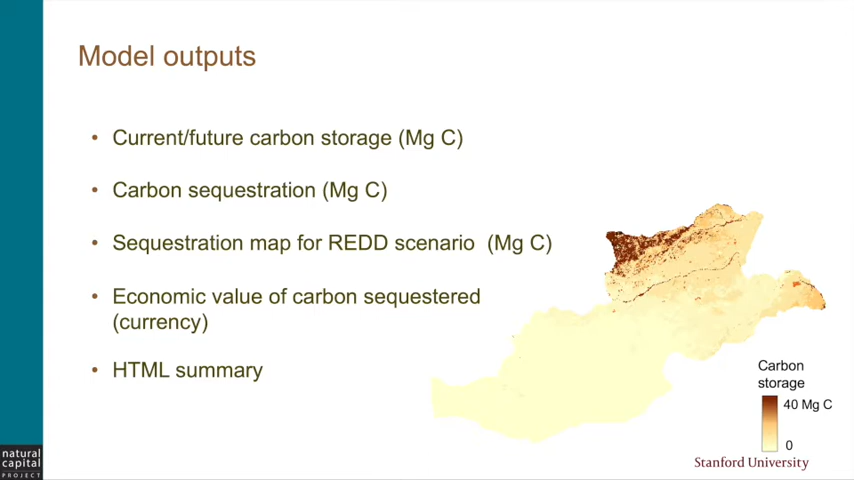 Model outputs
• Current/future carbon storage (Mg C)
• Carbon sequestration (Mg C)
• Sequestration map for REDD scenario (Mg C)
• Economic value of carbon sequestered
(currency)
• HTML summary
Carbon
storage
40 Mg C
0
Stanford University
natural
capital
PROJECT